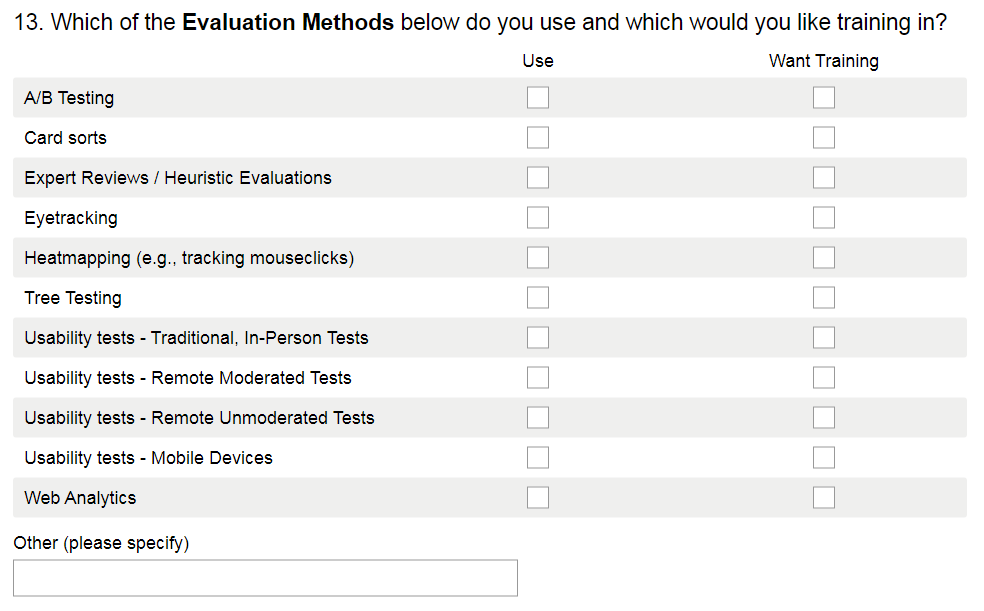 13. Which of the Evaluation Methods below do you use and which would you like training in?
Use Want Training
A/B Testing
Card sorts
Expert Reviews / Heuristic Evaluations
Eyetracking
Heatmapping (e.g., tracking mouseclicks)
Tree Testing
Usability tests - Traditional, In-Person Tests
Usability tests - Remote Moderated Tests
Usability tests - Remote Unmoderated Tests
Usability tests - Mobile Devices
Web Analytics
Other (please specify)